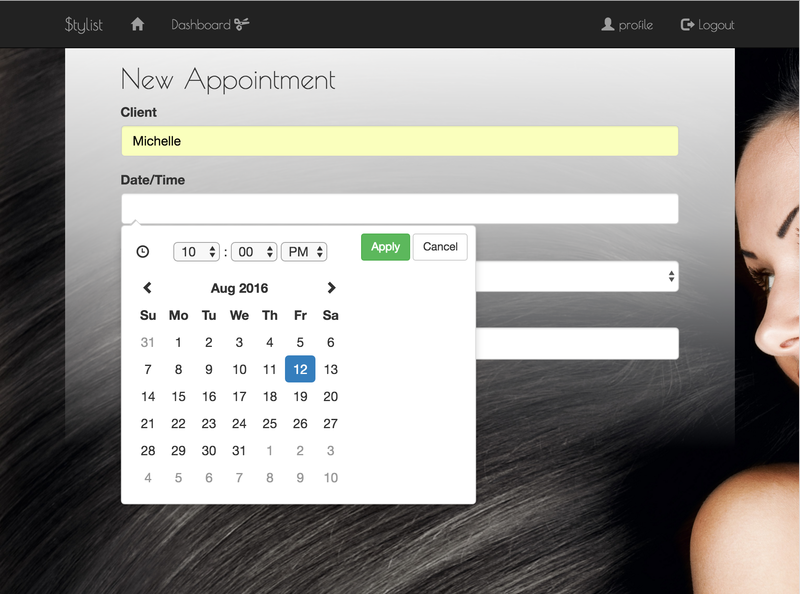 $tylist Dashboard profile Logout
New Appointment
Client
Michelle
Date/Time
10 : 00 PM Apply Cancel
Aug 2016
Su Mo Tu We Th Fr Sa
31 1 2 3 4 5 6
7 8 9 10 11 12 13
14 15 16 17 18 19 20
21 22 23 24 25 26 27
28 29 30 31 1 2 3
4 5 6 7 8 9 10